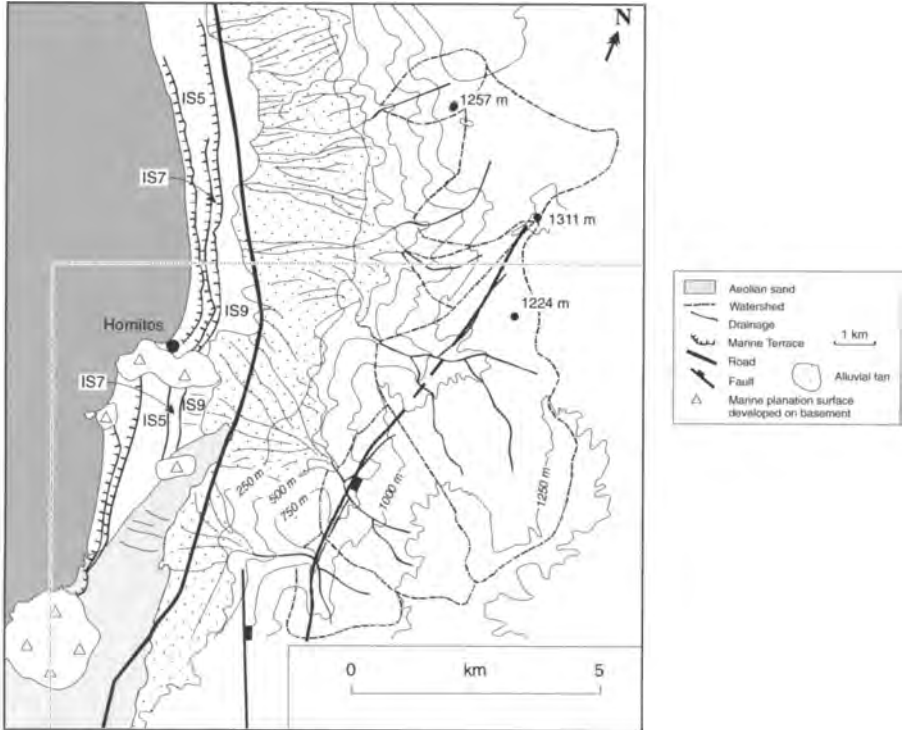 N
IS5
1257 m
IS7
1311 m
1224 m
IS9
Hornitos
IS7
IS9
IS5
250 m
500 m
750 m
1000 m
1250 m
0
5
km
Aeolian sand
Watershed
Drainage
Marine Terrace
1 km
Road
Fault
Alluvial fan
Marine planation surface
developed on basement